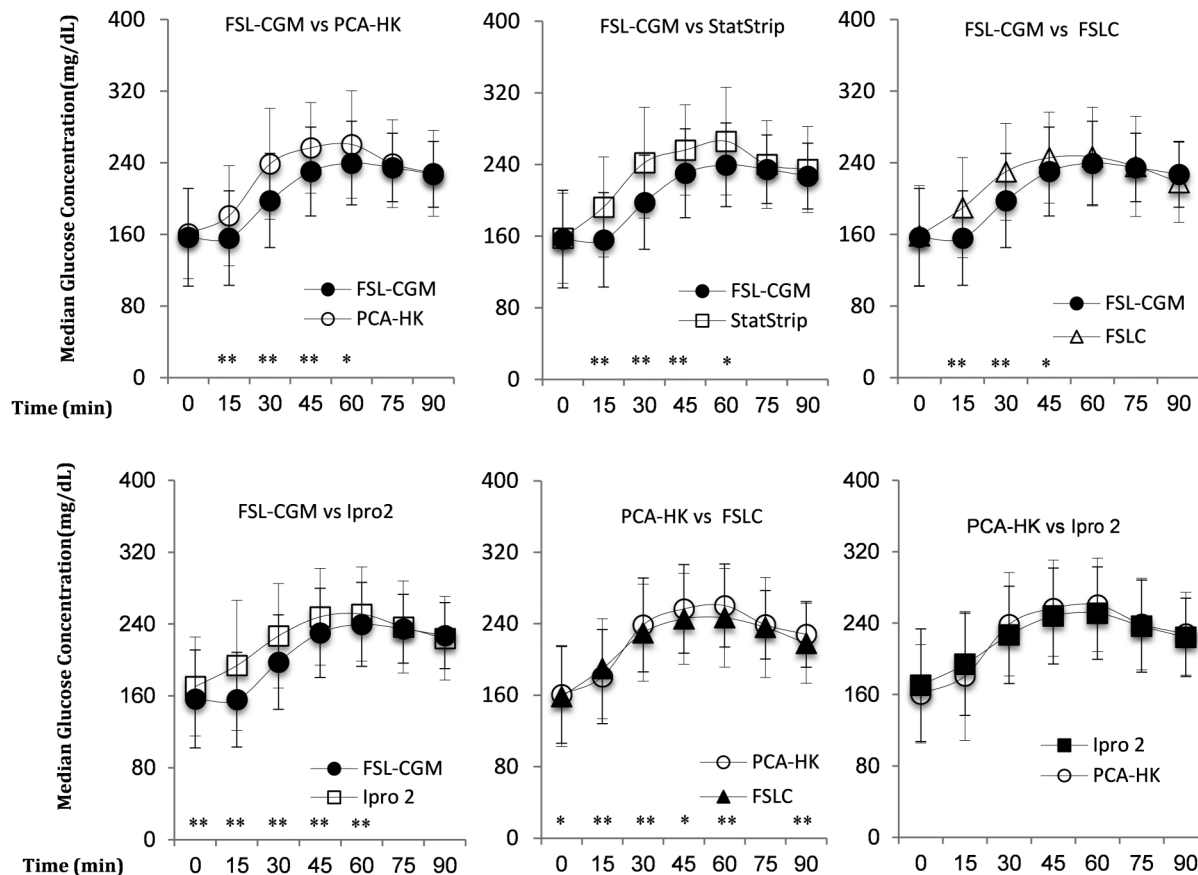 FSL-CGM vs PCA-HK
FSL-CGM vs StatStrip
FSL-CGM vs FSLC
Median Glucose Concentration(mg/dL)
400
320
240
160
80
0
400
320
240
160
80
0
400
320
240
160
80
0
FSL-CGM
PCA-HK
FSL-CGM
StatStrip
FSL-CGM
FSLC
** ** ** *
** ** ** *
** ** *
Time (min)
0 15 30 45 60 75 90
0 15 30 45 60 75 90
0 15 30 45 60 75 90
FSL-CGM vs Ipro2
PCA-HK vs FSLC
PCA-HK vs Ipro 2
Median Glucose Concentration(mg/dL)
400
320
240
160
80
0
400
320
240
160
80
0
400
320
240
160
80
0
FSL-CGM
Ipro 2
PCA-HK
FSLC
Ipro 2
PCA-HK
** ** ** ** **
* ** ** * ** **
Time (min)
0 15 30 45 60 75 90
0 15 30 45 60 75 90
0 15 30 45 60 75 90